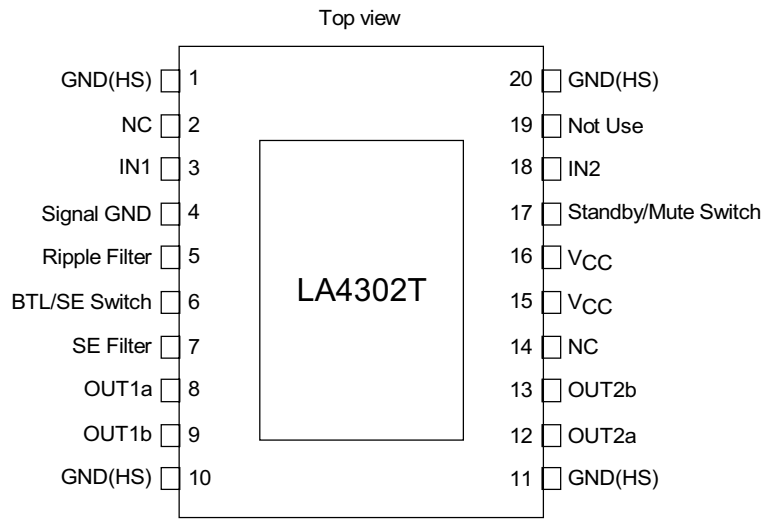 Top view
GND(HS) 1 20 GND(HS)
NC 2 19 Not Use
IN1 3 18 IN2
Signal GND 4 17 Standby/Mute Switch
Ripple Filter 5 16 VCC
BTL/SE Switch 6 LA4302T 15 VCC
SE Filter 7 14 NC
OUT1a 8 13 OUT2b
OUT1b 9 12 OUT2a
GND(HS) 10 11 GND(HS)